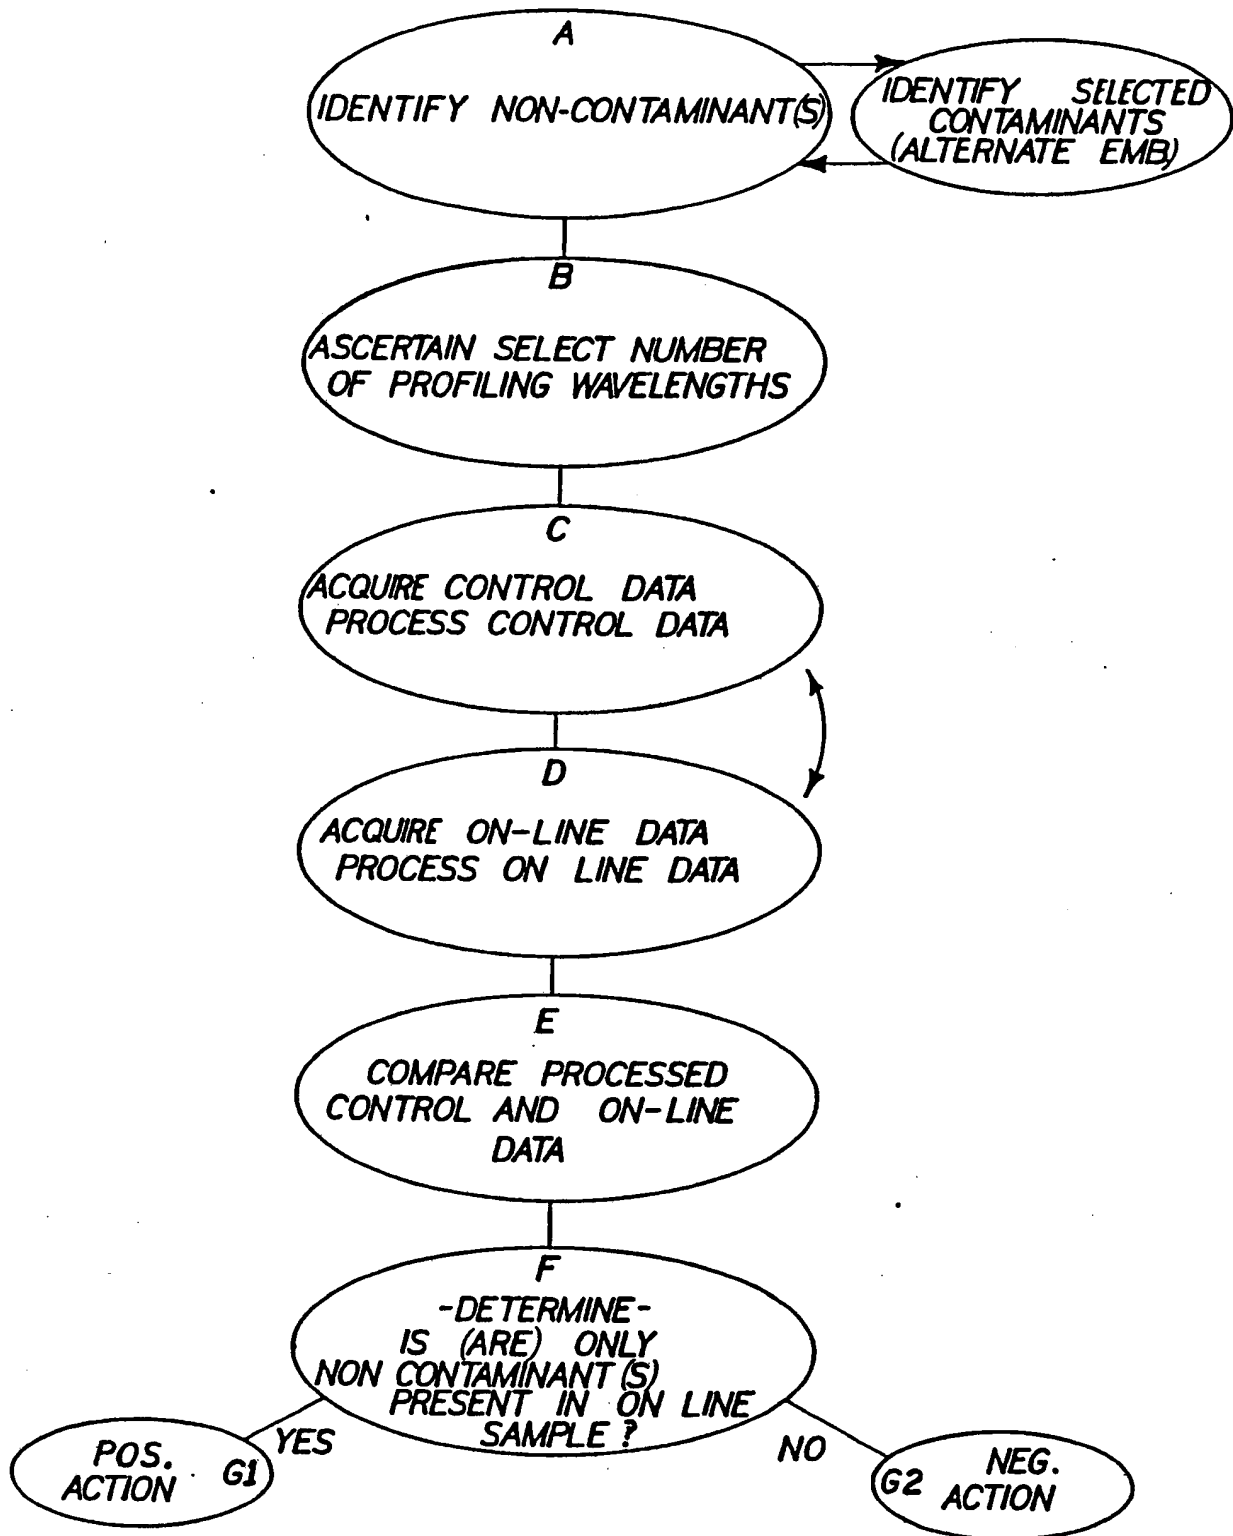 A
IDENTIFY NON-CONTAMINANT(S)
IDENTIFY SELECTED
CONTAMINANTS
(ALTERNATE EMB.)
B
ASCERTAIN SELECT NUMBER
OF PROFILING WAVELENGTHS
C
ACQUIRE CONTROL DATA
PROCESS CONTROL DATA
D
ACQUIRE ON-LINE DATA
PROCESS ON LINE DATA
E
COMPARE PROCESSED
CONTROL AND ON-LINE
DATA
F
-DETERMINE-
IS (ARE) ONLY
NON CONTAMINANT(S)
PRESENT IN ON LINE
SAMPLE ?
YES
NO
POS.
ACTION G1
G2 NEG.
ACTION